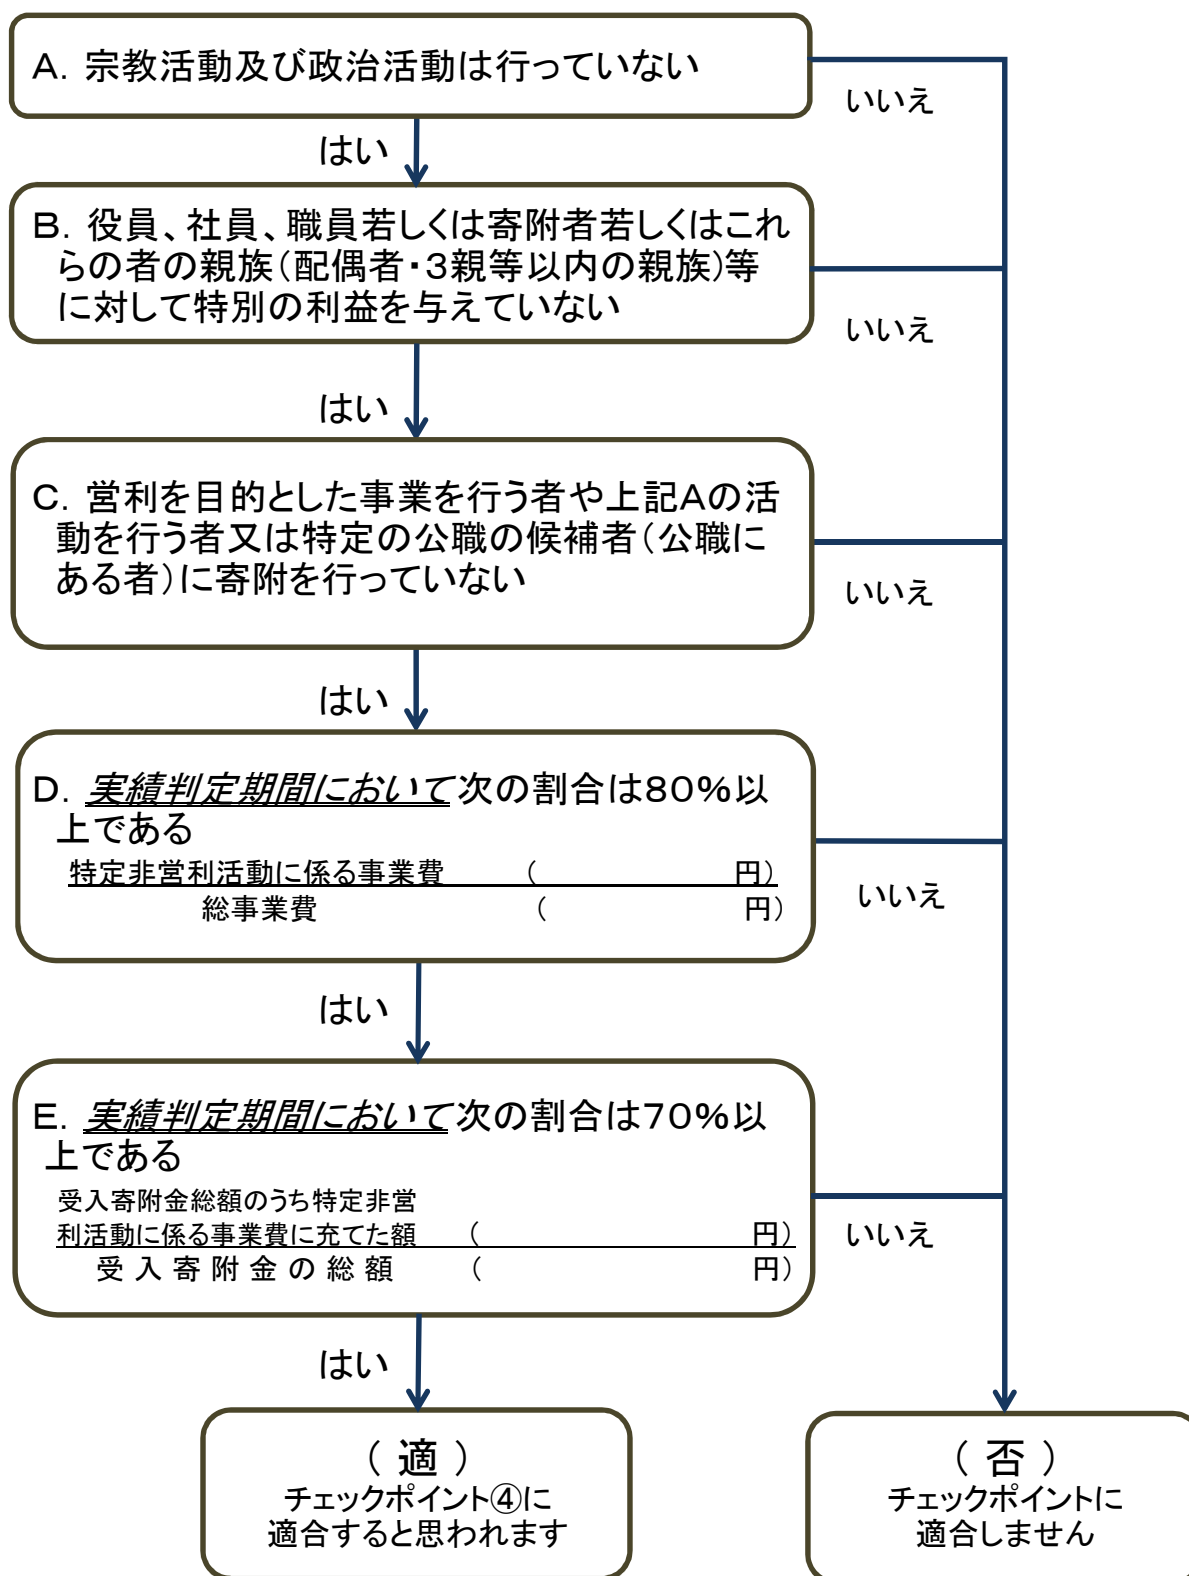 A．宗教活動及び政治活動は行っていない
いいえ
はい
B．役員、社員、職員若しくは寄附者若しくはこれ
らの者の親族（配偶者・３親等以内の親族）等
に対して特別の利益を与えていない
いいえ
はい
C．営利を目的とした事業を行う者や上記Aの活
動を行う者又は特定の公職の候補者（公職に
ある者）に寄附を行っていない
いいえ
はい
D．実績判定期間において次の割合は80％以
上である
特定非営利活動に係る事業費　（　円）
総事業費　（　円）
いいえ
はい
E．実績判定期間において次の割合は70％以
上である
受入寄附金総額のうち特定非営
利活動に係る事業費に充てた額　（　円）
受 入 寄 附 金 の 総 額　（　円）
いいえ
はい
（ 適 ）
チェックポイント④に
適合すると思われます
（ 否 ）
チェックポイントに
適合しません